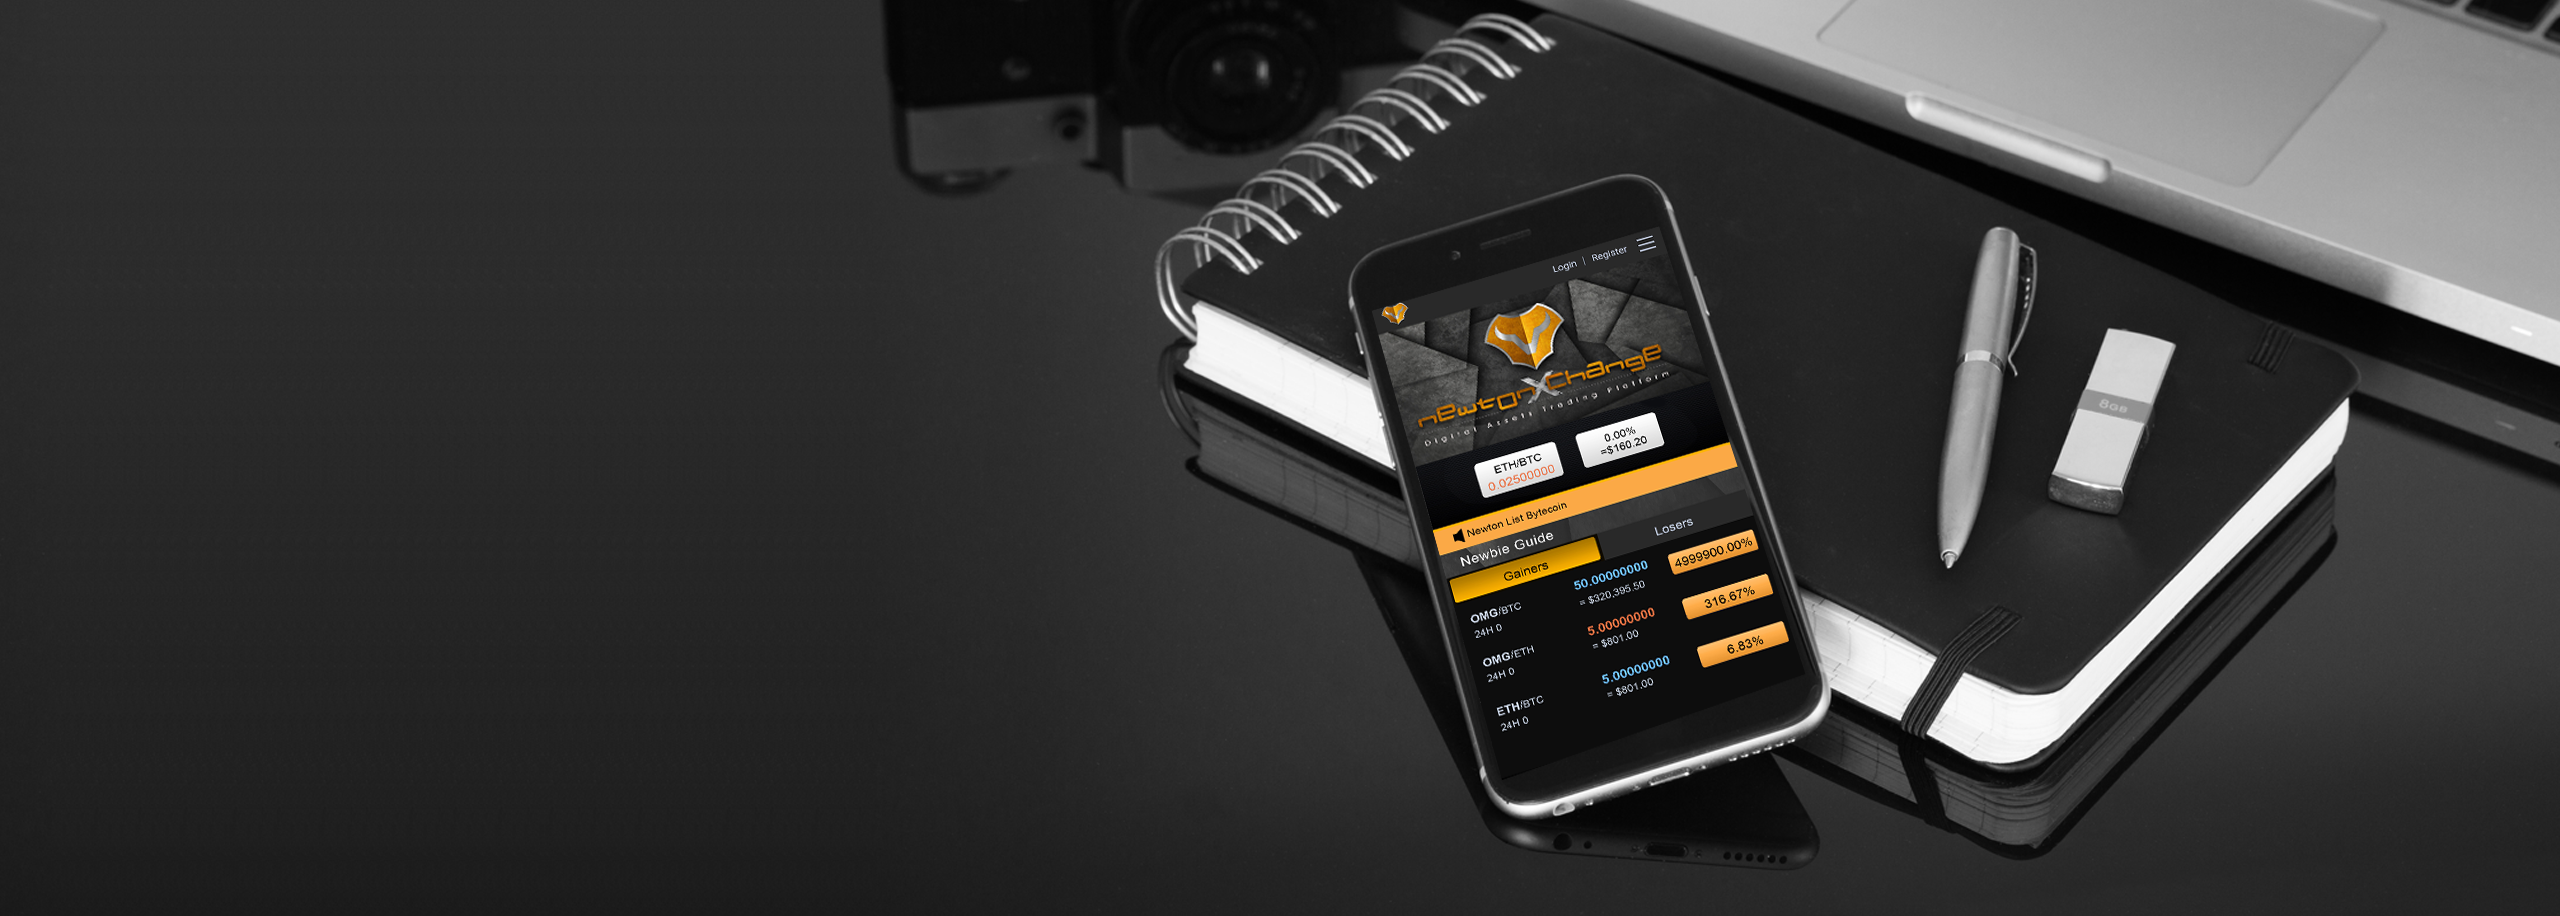 Login | Register
newtonXchange
Digital Assets Trading Platform
ETH/BTC
0.02500000
0.00%
=$160.20
Newton List Bytecoin
Newbie Guide
Gainers
Losers
OMG/BTC
24H 0
50.00000000
= $320,395.50
4999900.00%
OMG/ETH
24H 0
5.00000000
= $801.00
316.67%
ETH/BTC
24H 0
5.00000000
= $801.00
6.83%
8GB